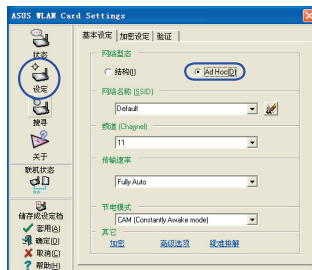 ASUS WLAN Card Settings
状态
设定
搜寻
关于
联机状态
储存成设定档
套用(A)
确定(O)
取消(C)
帮助(H)
基本设定 加密设定 验证
网络型态
结构(I) Ad Hoc(D)
网络名称 (SSID)
Default
频道 (Channel)
11
传输速率
Fully Auto
节电模式
CAM (Constantly Awake mode)
其它
加密 高级选项 疑难排解